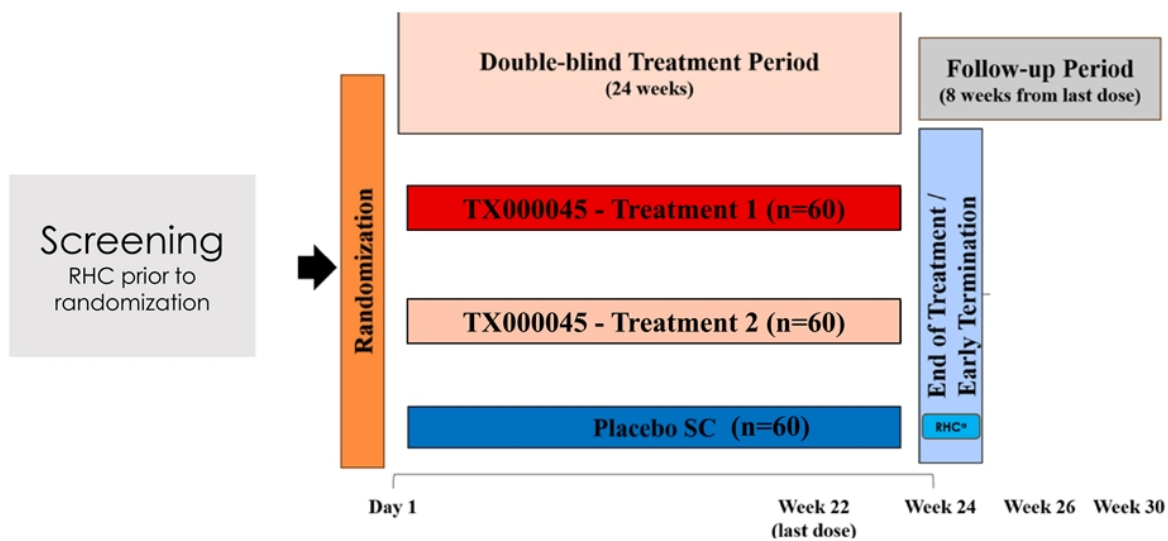 Double-blind Treatment Period
(24 weeks)
Follow-up Period
(8 weeks from last dose)
Screening
RHC prior to
randomization
Randomization
TX000045 - Treatment 1 (n=60)
TX000045 - Treatment 2 (n=60)
Placebo SC (n=60)
End of Treatment /
Early Termination
RHCᵅ
Day 1
Week 22
(last dose)
Week 24
Week 26
Week 30